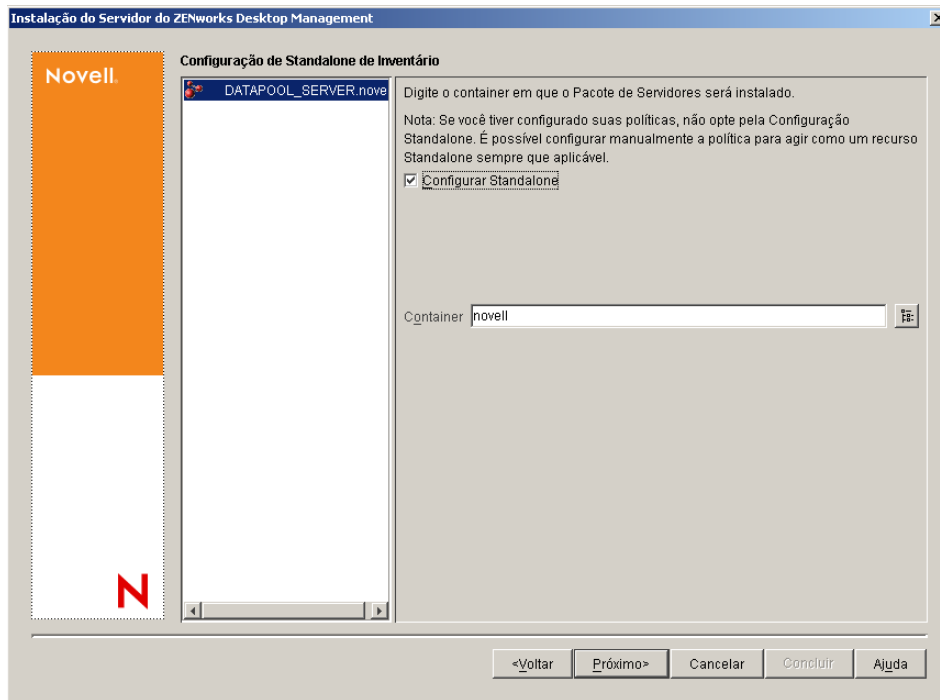 Instalação do Servidor do ZENworks Desktop Management
Novell.
Configuração de Standalone de Inventário
DATAPOOL_SERVER.nove
Digite o container em que o Pacote de Servidores será instalado.
Nota: Se você tiver configurado suas políticas, não opte pela Configuração
Standalone. É possível configurar manualmente a política para agir como um recurso
Standalone sempre que aplicável.
Configurar Standalone
Container novell
N
<Voltar Próximo> Cancelar Concluir Ajuda